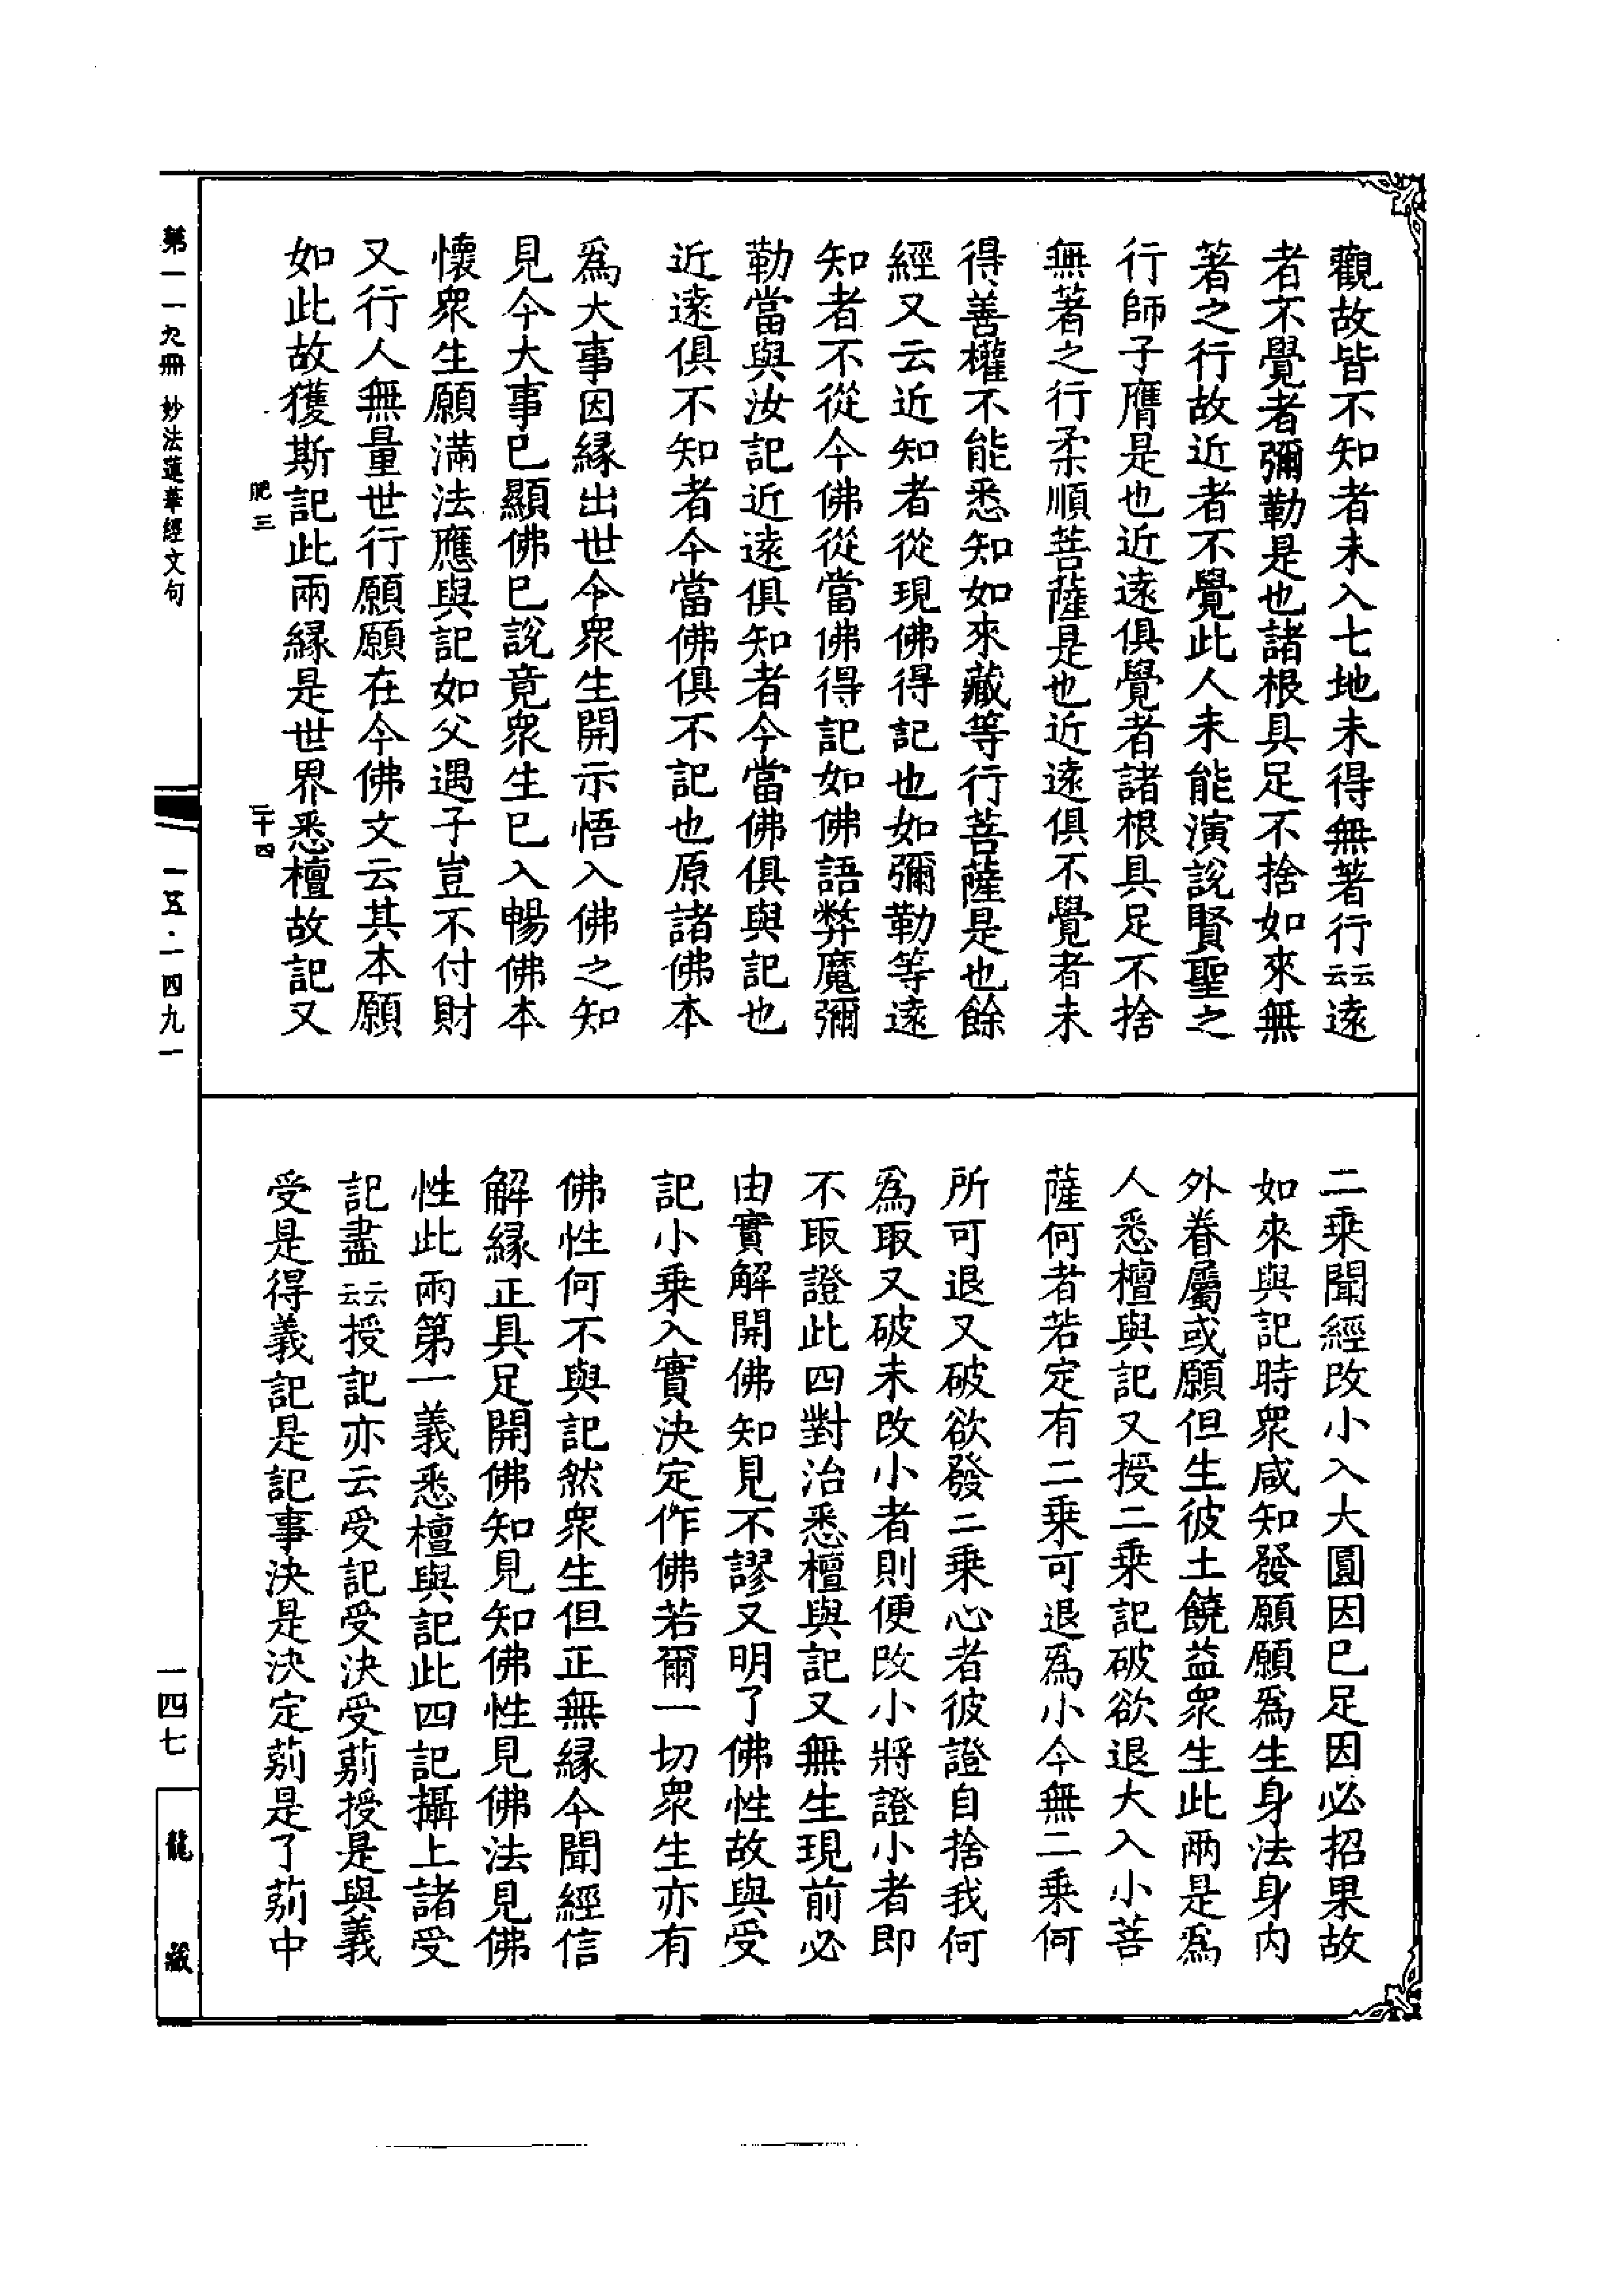 觀故皆不知者未入七地未得無著行云云遠
者不覺者彌勒是也諸根具足不捨如來無
著之行故近者不覺此人未能演說賢聖之
行師子膺是也近遠俱覺者諸根具足不捨
無著之行柔順菩薩是也近遠俱不覺者未
得善權不能悉知如來藏等行菩薩是也餘
經又云近知者從現佛得記也如彌勒等遠
知者不從今佛從當佛得記如佛語弊魔彌
勒當與汝記近遠俱知者今當佛俱與記也
近遠俱不知者今當佛俱不記也原諸佛本
為大事因緣出世今衆生開示悟入佛之知
見今大事已顯佛已說竟衆生已入暢佛本
懷衆生願滿法應與記如父遇子豈不付財
又行人無量世行願願在今佛文云其本願
如此故獲斯記此兩緣是世界悉檀故記又
肥三
二十四
二乘聞經改小入大圓因已足因必招果故
如來與記時衆咸知發願願為生身法身內
外眷屬或願但生彼土饒益衆生此兩是為
人悉檀與記又授二乘記破欲退大入小菩
薩何者若定有二乘可退為小今無二乘何
所可退又破欲發二乘心者彼證自捨我何
為取又破未改小者則便改小將證小者即
不取證此四對治悉檀與記又無生現前必
由實解開佛知見不謬又明了佛性故與受
記小乘入實決定作佛若爾一切衆生亦有
佛性何不與記然衆生但正無緣今聞經信
解緣正具足開佛知見知佛性見佛法見佛
性此兩第一義悉檀與記此四記攝上諸受
記盡云云授記亦云受記受決受莂授是與義
受是得義記是記事決是決定莂是了莂中
第一一九冊 妙法蓮華經文句
一五·一四九一
一四七
龍藏